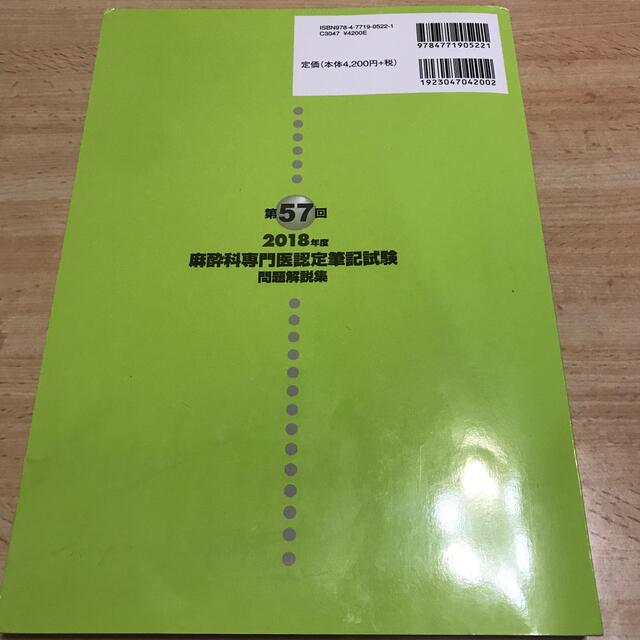 ISBN978-4-7719-0522-1
C3047 ¥4200E
定価(本体4,200円+税)
9784771905221
1923047042002
第57回
2018年度
麻酔科専門医認定筆記試験
問題解説集